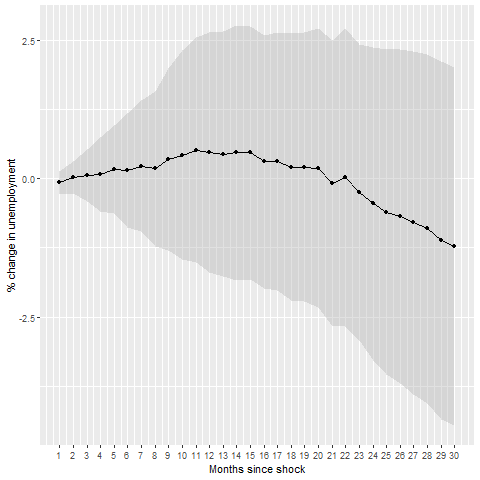 % change in unemployment
2.5
0.0
-2.5
1 2 3 4 5 6 7 8 9 10 11 12 13 14 15 16 17 18 19 20 21 22 23 24 25 26 27 28 29 30
Months since shock